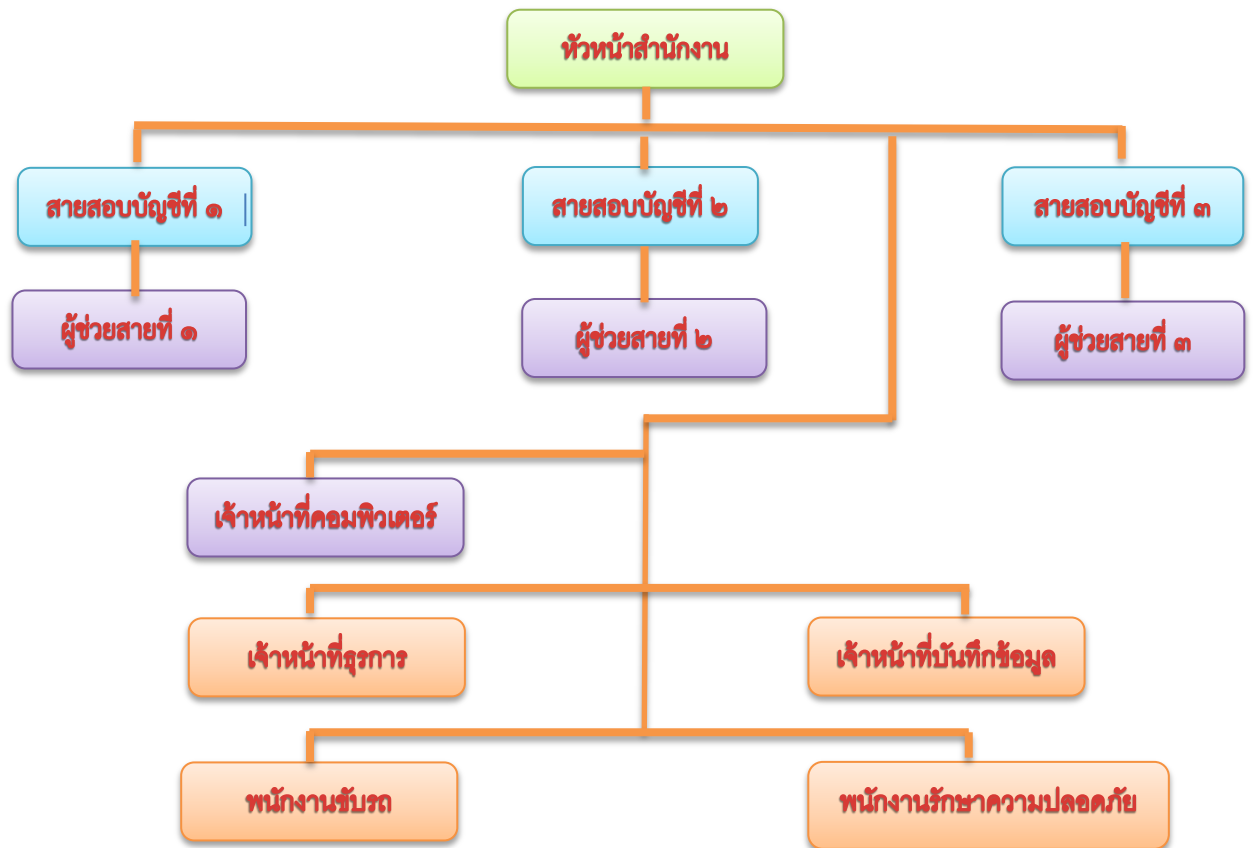 หัวหน้าสำนักงาน
สายสอบบัญชีที่ ๑
สายสอบบัญชีที่ ๒
สายสอบบัญชีที่ ๓
ผู้ช่วยสายที่ ๑
ผู้ช่วยสายที่ ๒
ผู้ช่วยสายที่ ๓
เจ้าหน้าที่คอมพิวเตอร์
เจ้าหน้าที่ธุรการ
เจ้าหน้าที่บันทึกข้อมูล
พนักงานขับรถ
พนักงานรักษาความปลอดภัย